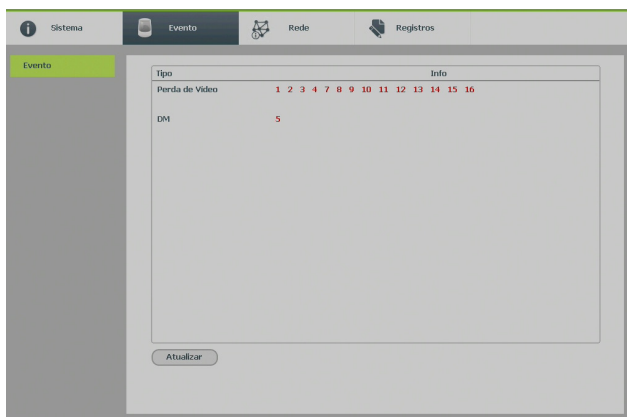 Sistema Evento Rede Registros
Evento
Tipo Info
Perda de Vídeo 1 2 3 4 7 8 9 10 11 12 13 14 15 16
DM 5
Atualizar